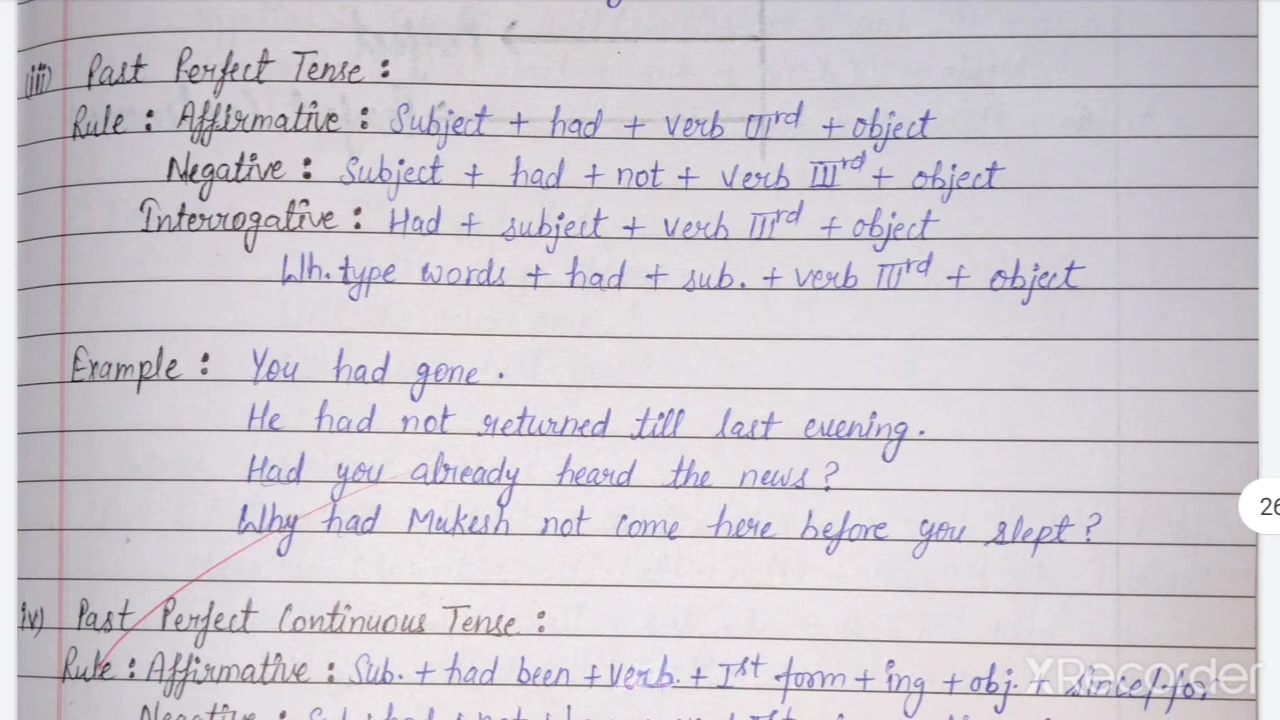 (iii) Past Perfect Tense :
Rule : Affirmative : Subject + had + verb IIIrd + object
Negative : Subject + had + not + verb IIIrd + object
Interrogative : Had + subject + verb IIIrd + object
Wh. type words + had + sub. + verb IIIrd + object
Example : You had gone .
He had not returned till last evening.
Had you already heard the news ?
Why had Mukesh not come here before you slept ?
26
iv) Past Perfect Continuous Tense :
Rule : Affirmative : Sub. + had been + verb. + Ist form + ing + obj. + since/for
XRecorder
Negative :